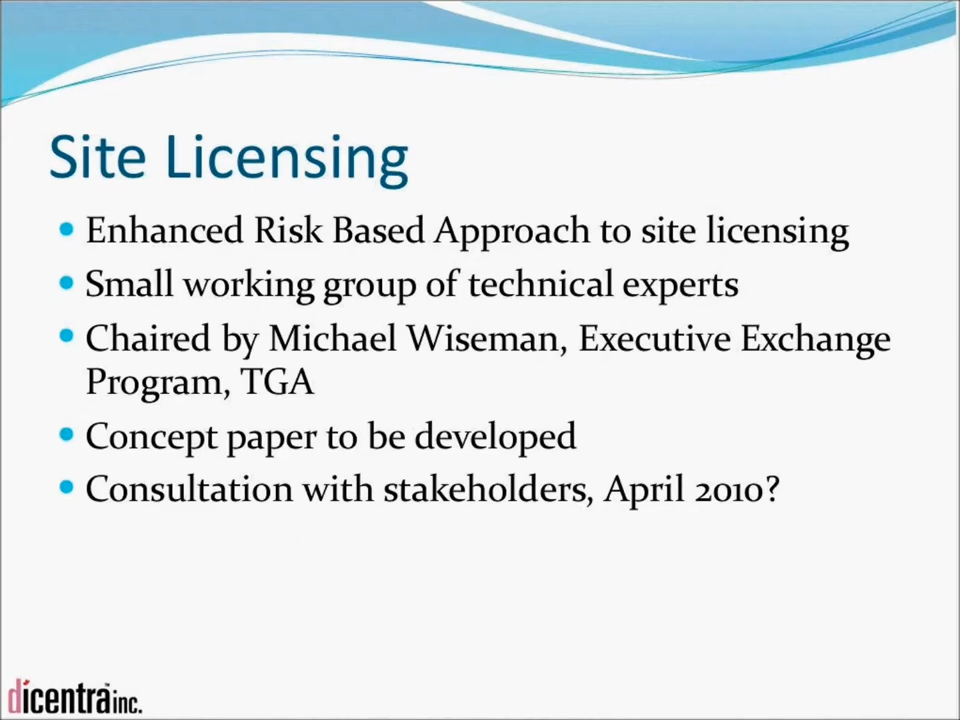 Site Licensing
• Enhanced Risk Based Approach to site licensing
• Small working group of technical experts
• Chaired by Michael Wiseman, Executive Exchange
Program, TGA
• Concept paper to be developed
• Consultation with stakeholders, April 2010?
dicentra inc.